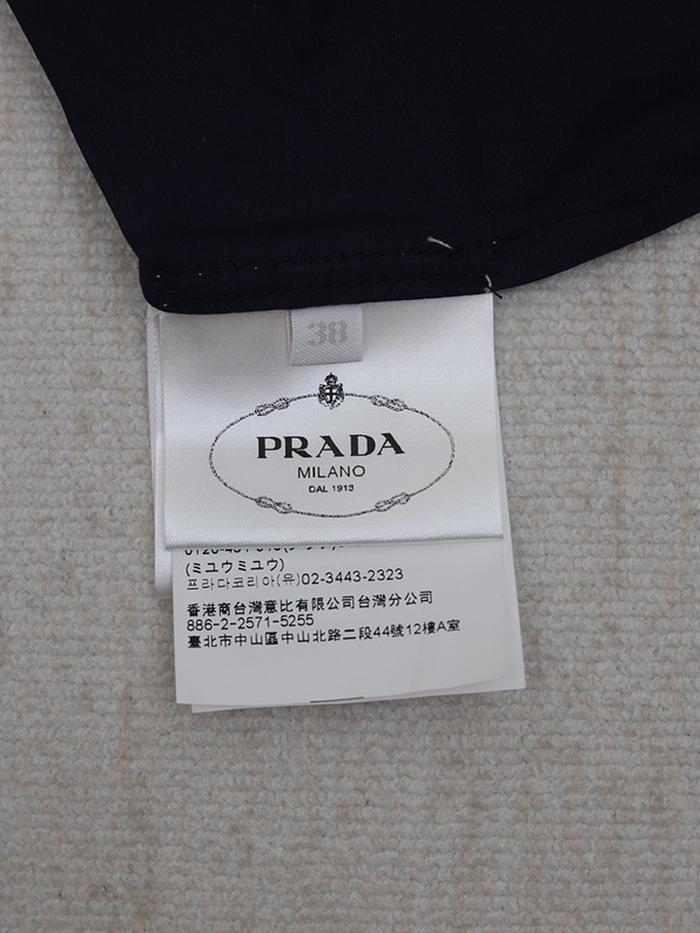 38
PRADA
MILANO
DAL 1913
(ミユウミユウ)
프라다코리아(유)02-3443-2323
香港商台灣意比有限公司台灣分公司
886-2-2571-5255
臺北市中山區中山北路二段44號12樓A室